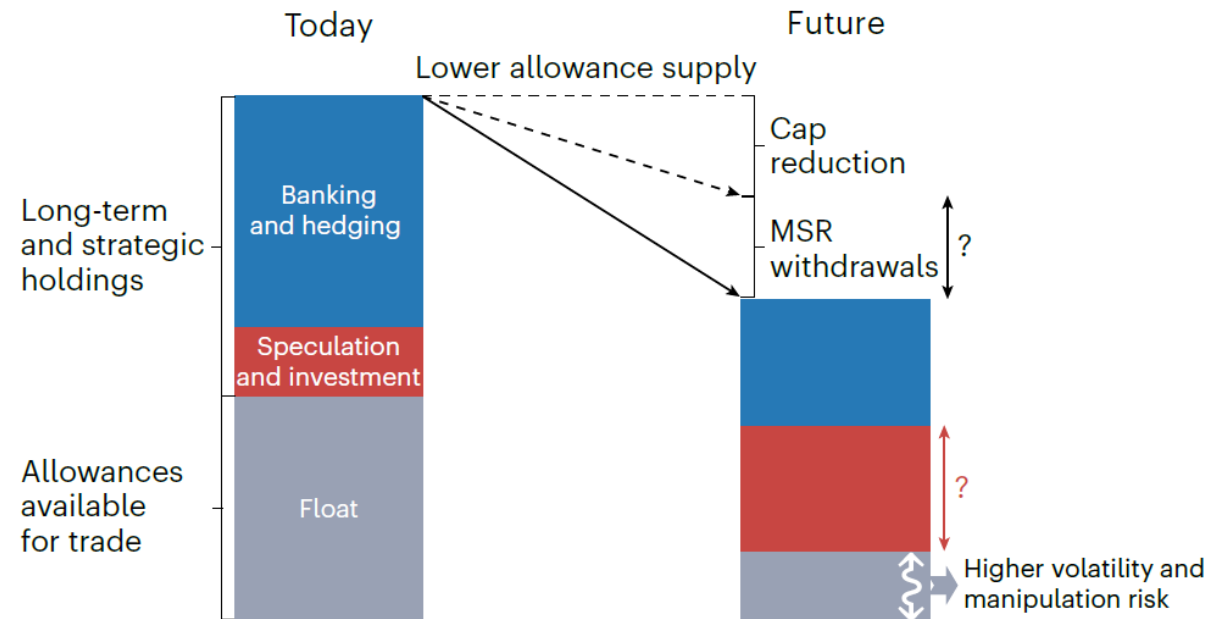 Today
Future
Lower allowance supply
Long-term
and strategic
holdings
Banking
and hedging
Speculation
and investment
Allowances
available
for trade
Float
Cap
reduction
MSR
withdrawals
?
?
Higher volatility and
manipulation risk